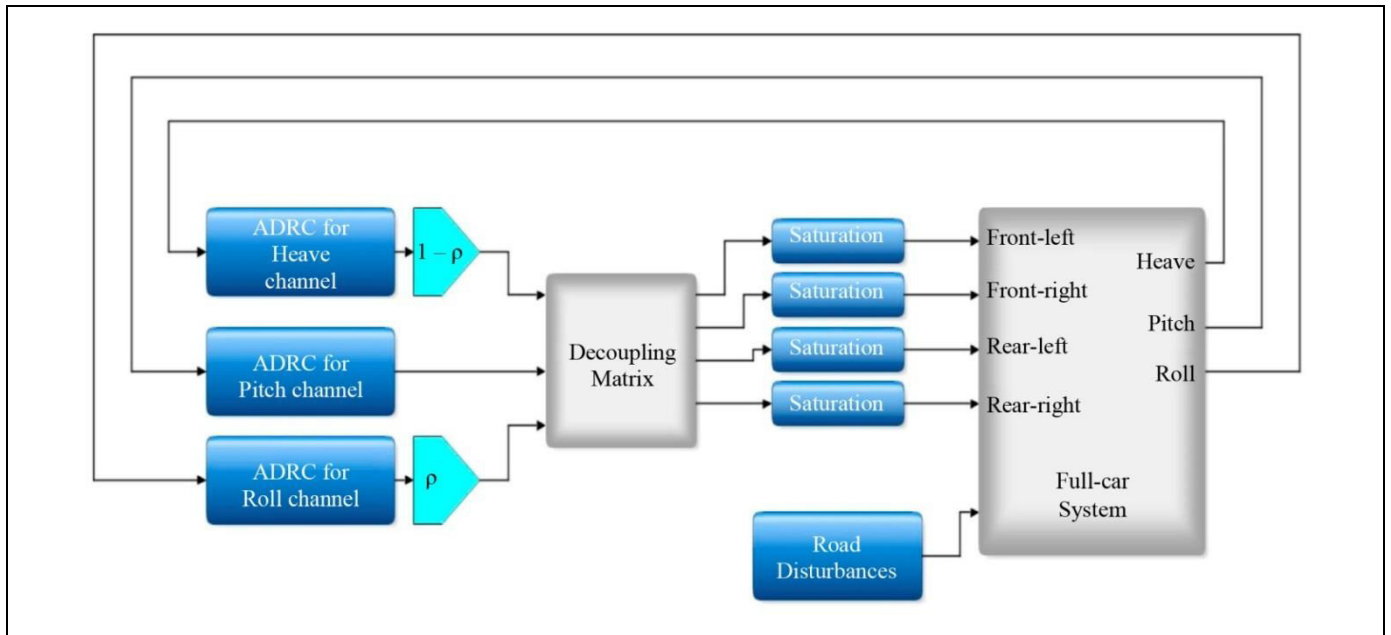 ADRC for
Heave
channel
1 – ρ
ADRC for
Pitch channel
ADRC for
Roll channel
ρ
Decoupling
Matrix
Saturation
Saturation
Saturation
Saturation
Front-left
Front-right
Rear-left
Rear-right
Heave
Pitch
Roll
Full-car
System
Road
Disturbances